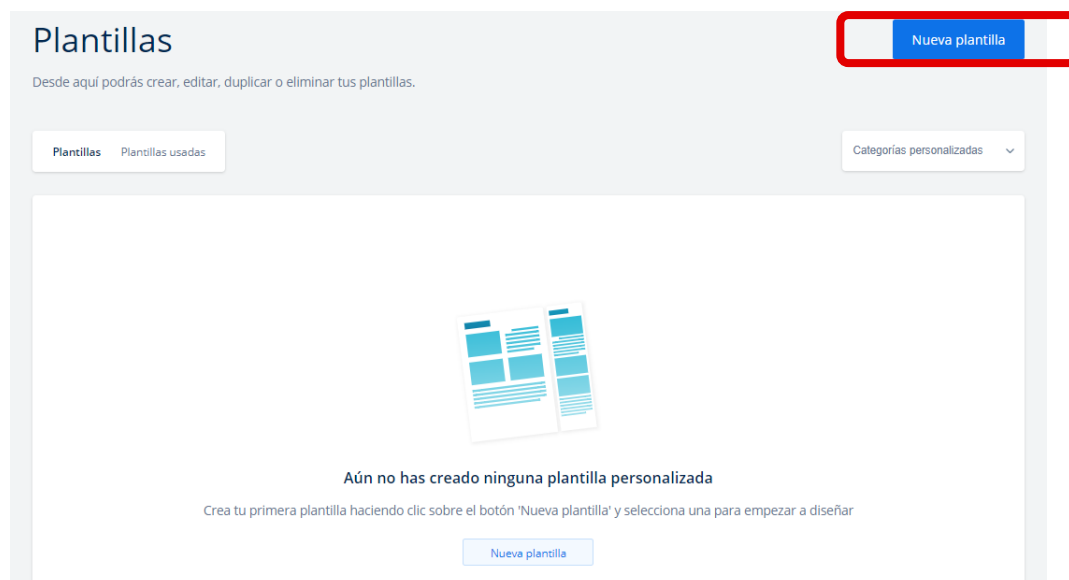 Plantillas
Nueva plantilla
Desde aquí podrás crear, editar, duplicar o eliminar tus plantillas.
Plantillas Plantillas usadas
Categorías personalizadas
Aún no has creado ninguna plantilla personalizada
Crea tu primera plantilla haciendo clic sobre el botón 'Nueva plantilla' y selecciona una para empezar a diseñar
Nueva plantilla